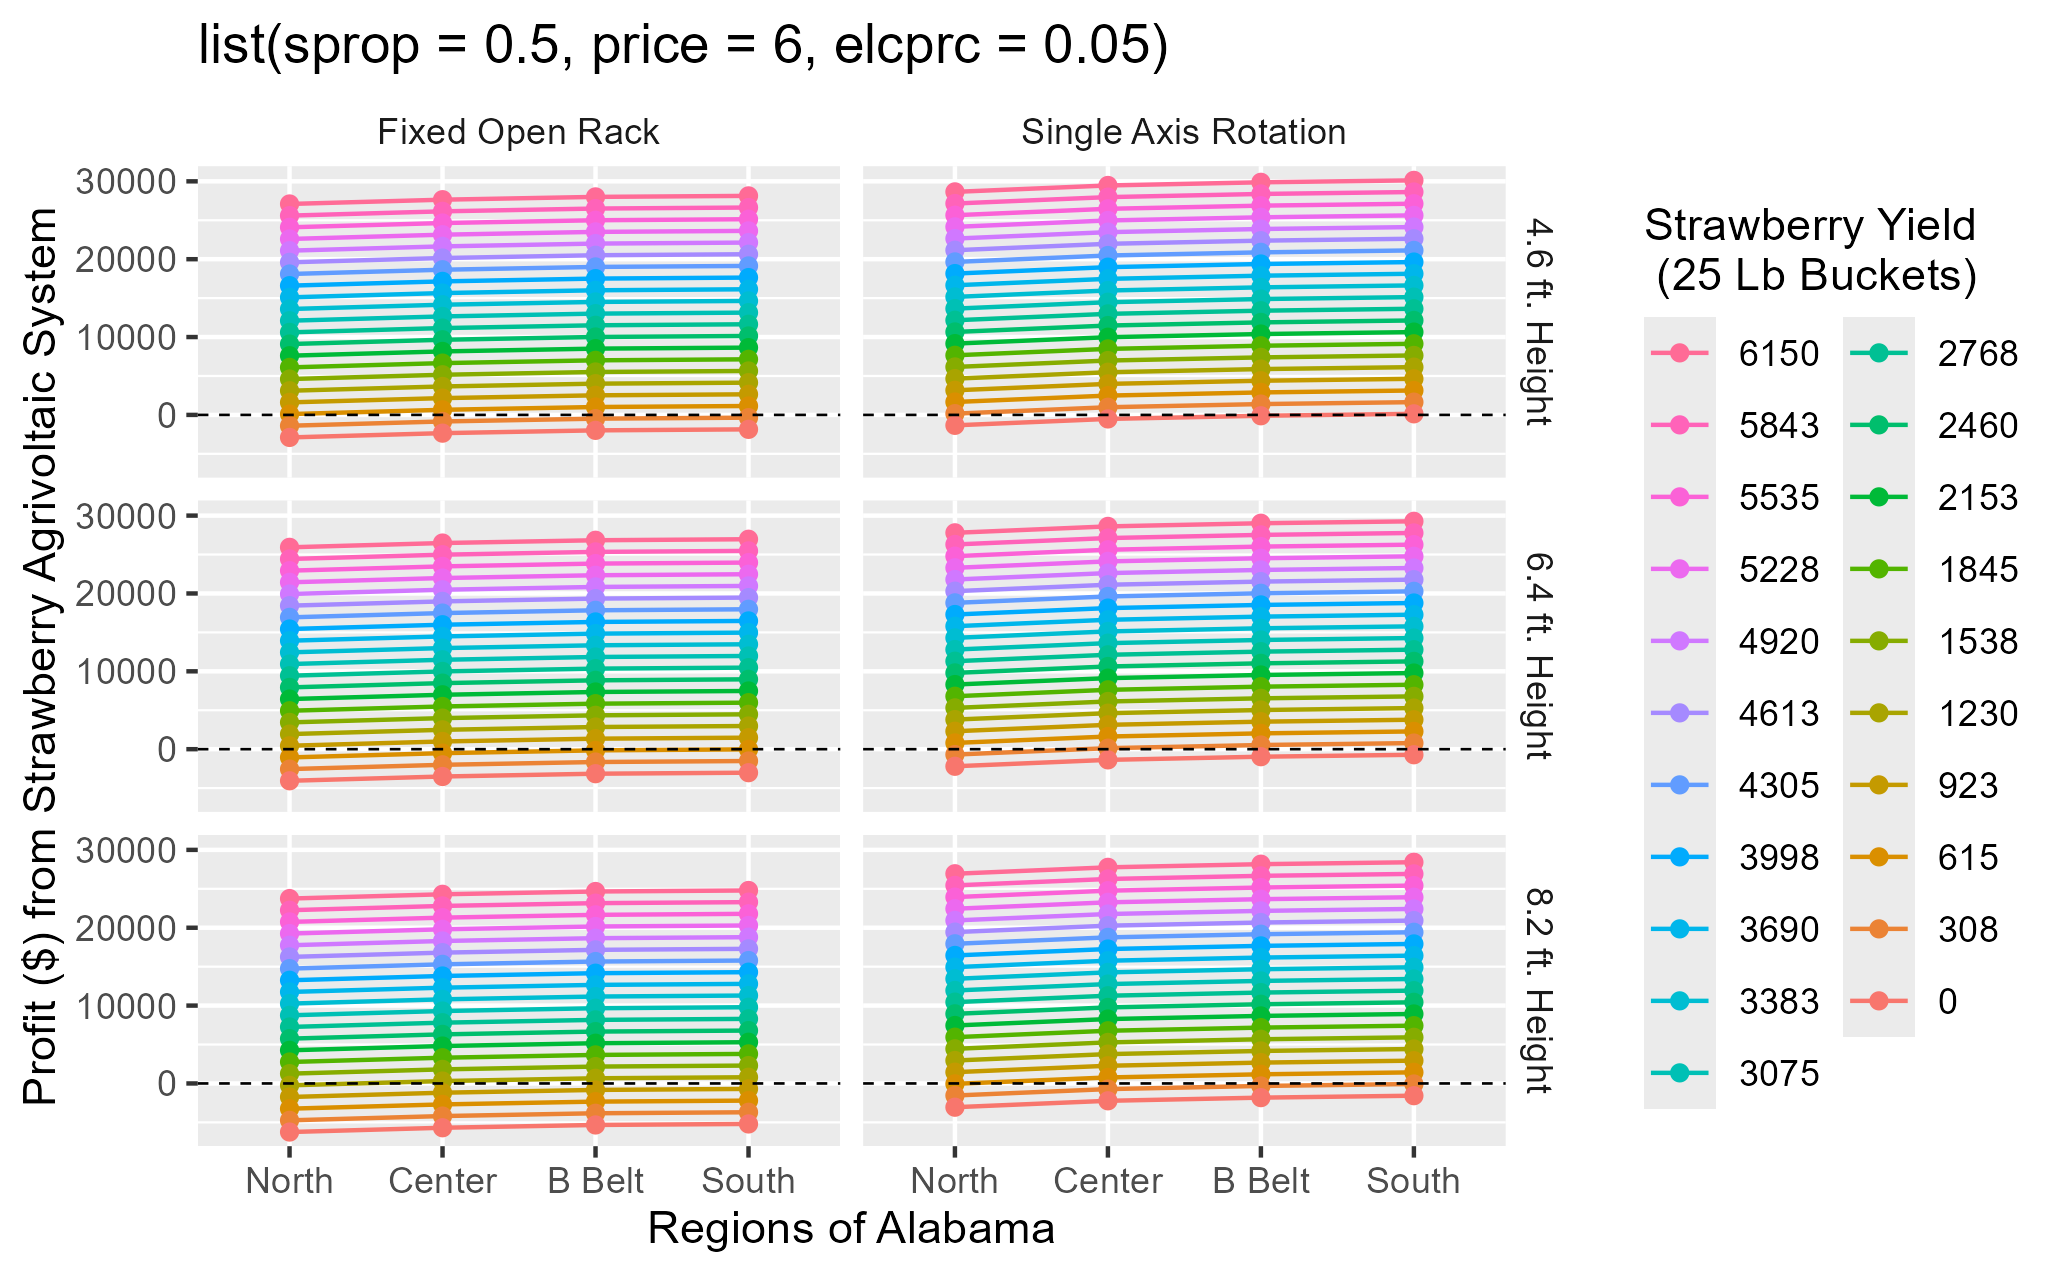 list(sprop = 0.5, price = 6, elcprc = 0.05)
Fixed Open Rack
Single Axis Rotation
Profit ($) from Strawberry Agrivoltaic System
30000
20000
10000
0
4.6 ft. Height
30000
20000
10000
0
6.4 ft. Height
30000
20000
10000
0
8.2 ft. Height
North Center B Belt South
North Center B Belt South
Regions of Alabama
Strawberry Yield
(25 Lb Buckets)
6150
5843
5535
5228
4920
4613
4305
3998
3690
3383
3075
2768
2460
2153
1845
1538
1230
923
615
308
0